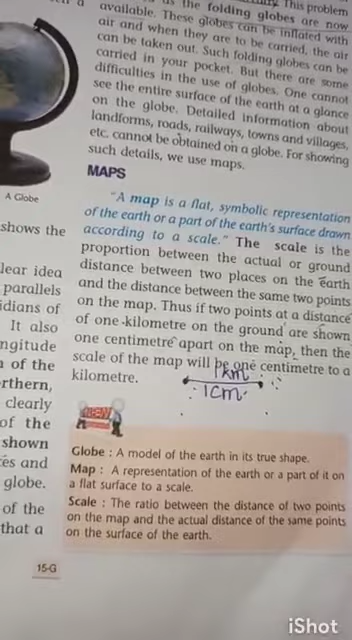 This problem
as the folding globes are now
available. These globes can be inflated with
air and when they are to be carried, the air
can be taken out. Such folding globes can be
carried in your pocket. But there are some
difficulties in the use of globes. One cannot
see the entire surface of the earth at a glance
on the globe. Detailed information about
landforms, roads, railways, towns and villages,
etc. cannot be obtained on a globe. For showing
such details, we use maps.
MAPS
"A map is a flat, symbolic representation
of the earth or a part of the earth's surface drawn
according to a scale." The scale is the
proportion between the actual or ground
distance between two places on the earth
and the distance between the same two points
on the map. Thus if two points at a distance
of one-kilometre on the ground are shown
one centimetre apart on the map, then the
scale of the map will be one centimetre to a
kilometre.
1km
1cm
A Globe
shows the
lear idea
parallels
idians of
It also
ngitude
of the
rthern,
clearly
of the
shown
es and
globe.
of the
that a
Globe : A model of the earth in its true shape.
Map : A representation of the earth or a part of it on
a flat surface to a scale.
Scale : The ratio between the distance of two points
on the map and the actual distance of the same points
on the surface of the earth.
15-G
iShot